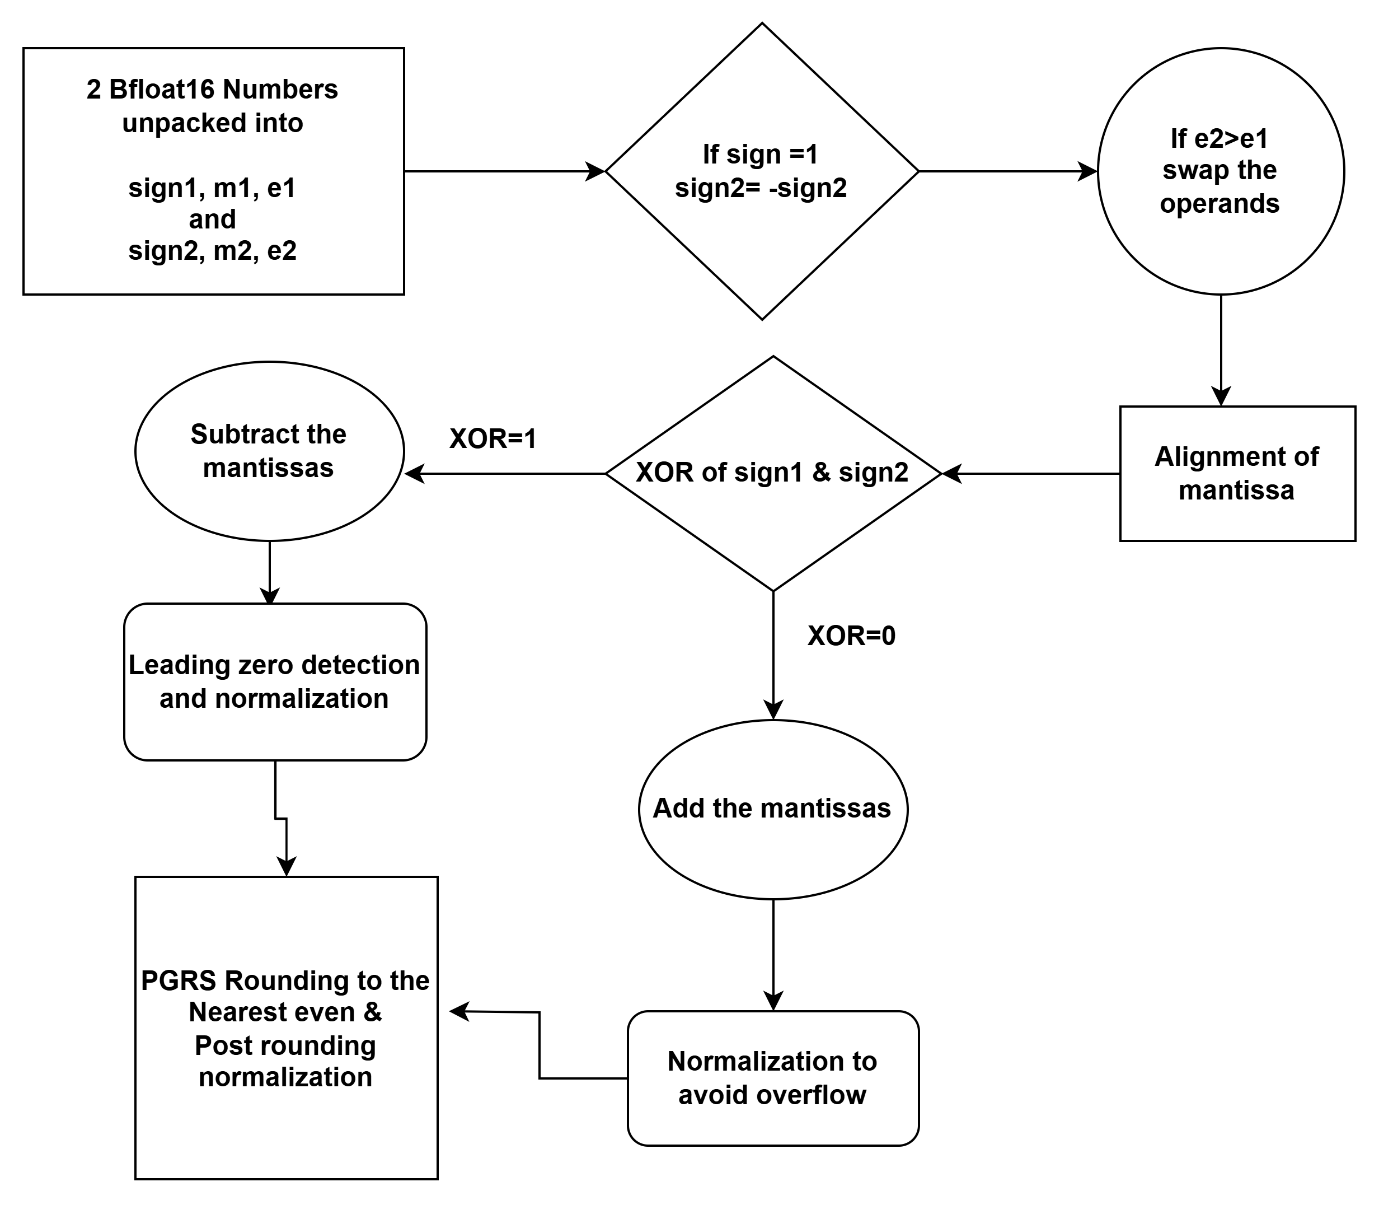 2 Bfloat16 Numbers
unpacked into
sign1, m1, e1
and
sign2, m2, e2
If sign =1
sign2= -sign2
If e2>e1
swap the
operands
Alignment of
mantissa
XOR of sign1 & sign2
XOR=1
Subtract the
mantissas
Leading zero detection
and normalization
XOR=0
Add the mantissas
Normalization to
avoid overflow
PGRS Rounding to the
Nearest even &
Post rounding
normalization